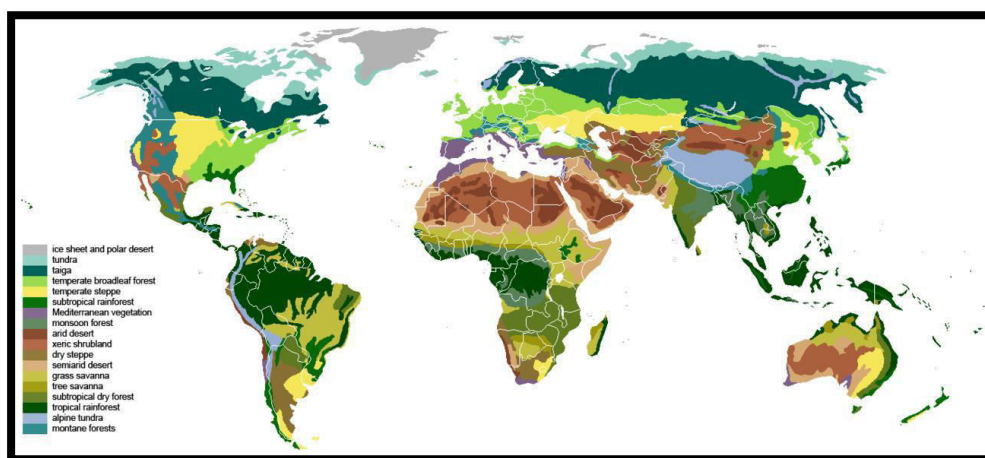 ice sheet and polar desert
tundra
taiga
temperate broadleaf forest
temperate steppe
subtropical rainforest
Mediterranean vegetation
monsoon forest
arid desert
xeric shrubland
dry steppe
semiarid desert
grass savanna
tree savanna
subtropical dry forest
tropical rainforest
alpine tundra
montane forests